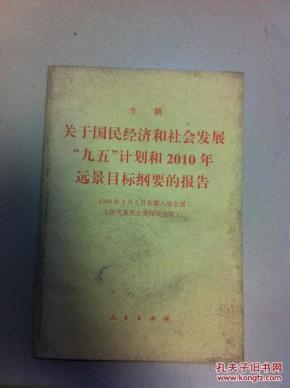 李鹏
关于国民经济和社会发展
“九五”计划和2010年
远景目标纲要的报告
1996年3月5日在第八届全国
人民代表大会第四次会议上
人民出版社
孔夫子旧书网